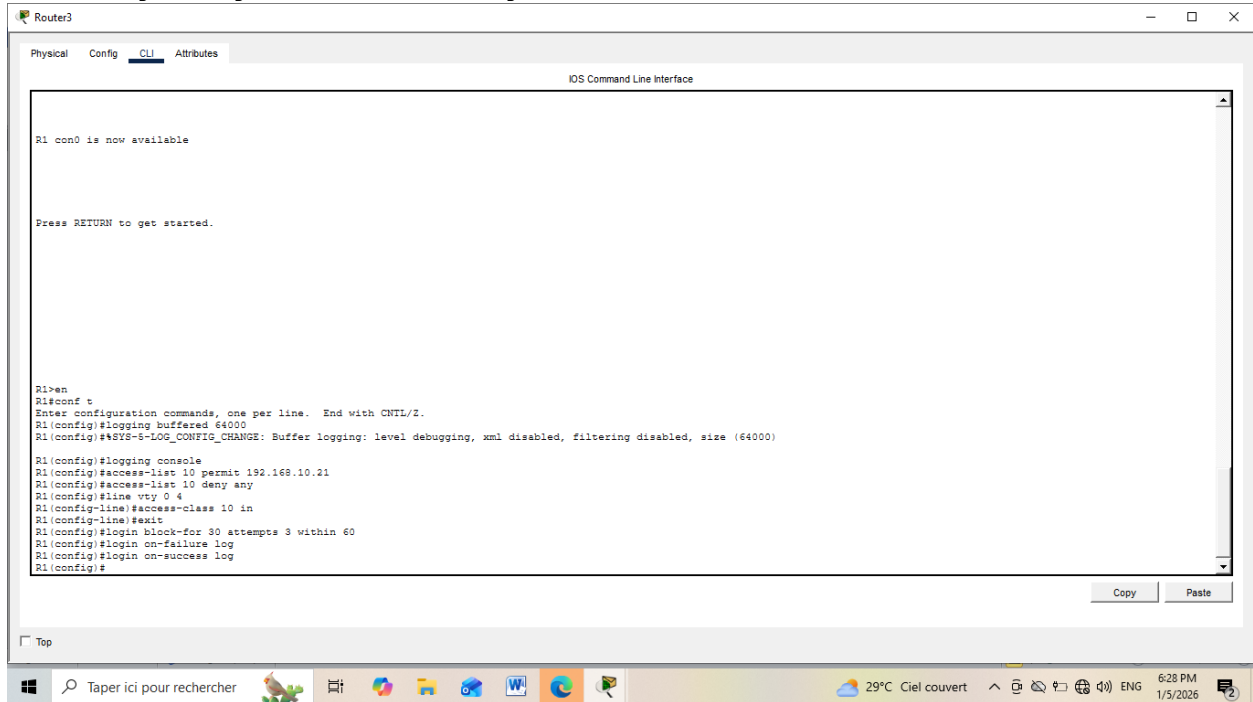 Router3
Physical Config CLI Attributes
IOS Command Line Interface
R1 con0 is now available
Press RETURN to get started.
R1>en
R1#conf t
Enter configuration commands, one per line.  End with CNTL/Z.
R1(config)#logging buffered 64000
R1(config)#%SYS-5-LOG_CONFIG_CHANGE: Buffer logging: level debugging, xml disabled, filtering disabled, size (64000)
R1(config)#logging console
R1(config)#access-list 10 permit 192.168.10.21
R1(config)#access-list 10 deny any
R1(config)#line vty 0 4
R1(config-line)#access-class 10 in
R1(config-line)#exit
R1(config)#login block-for 30 attempts 3 within 60
R1(config)#login on-failure log
R1(config)#login on-success log
R1(config)#
Copy Paste
Top
Taper ici pour rechercher
29°C Ciel couvert
ENG
6:28 PM
1/5/2026
2